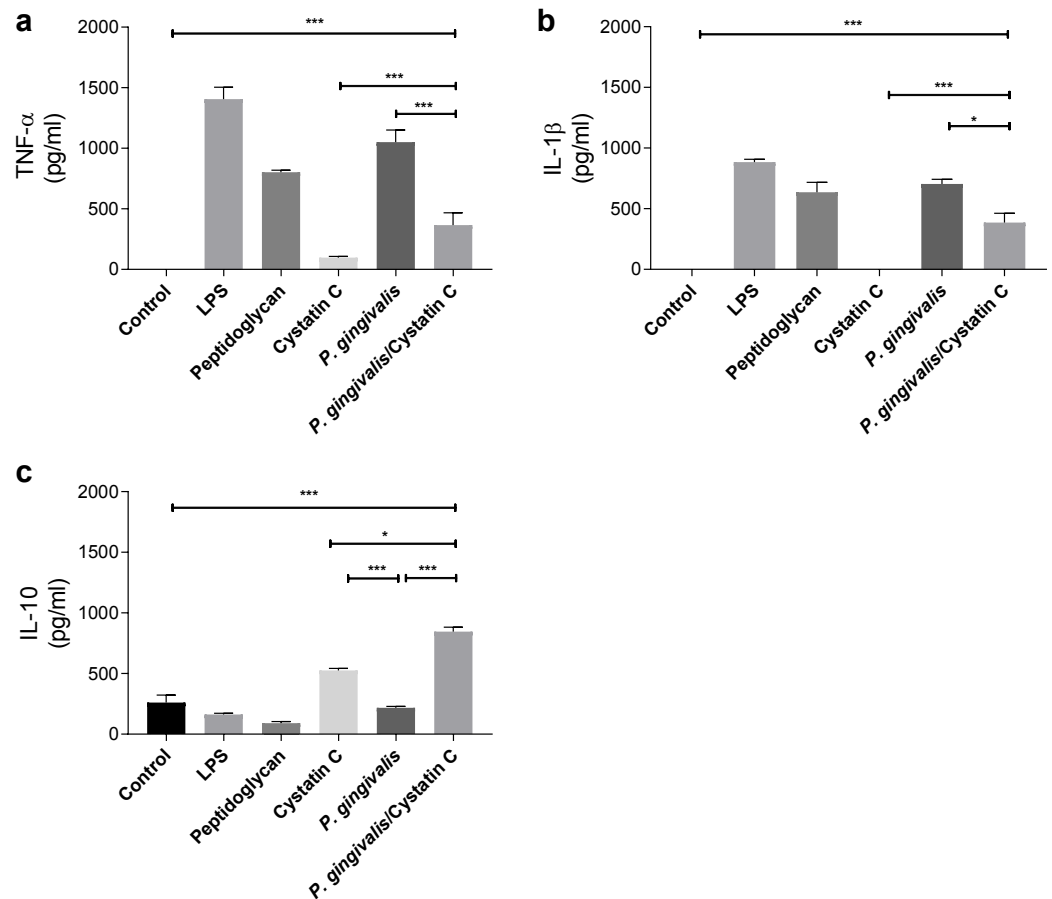 a
2000
1500
1000
500
0
TNF-α
(pg/ml)
***
***
***
Control
LPS
Peptidoglycan
Cystatin C
P. gingivalis
P. gingivalis/Cystatin C
b
2000
1500
1000
500
0
IL-1β
(pg/ml)
***
***
*
Control
LPS
Peptidoglycan
Cystatin C
P. gingivalis
P. gingivalis/Cystatin C
c
2000
1500
1000
500
0
IL-10
(pg/ml)
***
*
***
***
Control
LPS
Peptidoglycan
Cystatin C
P. gingivalis
P. gingivalis/Cystatin C